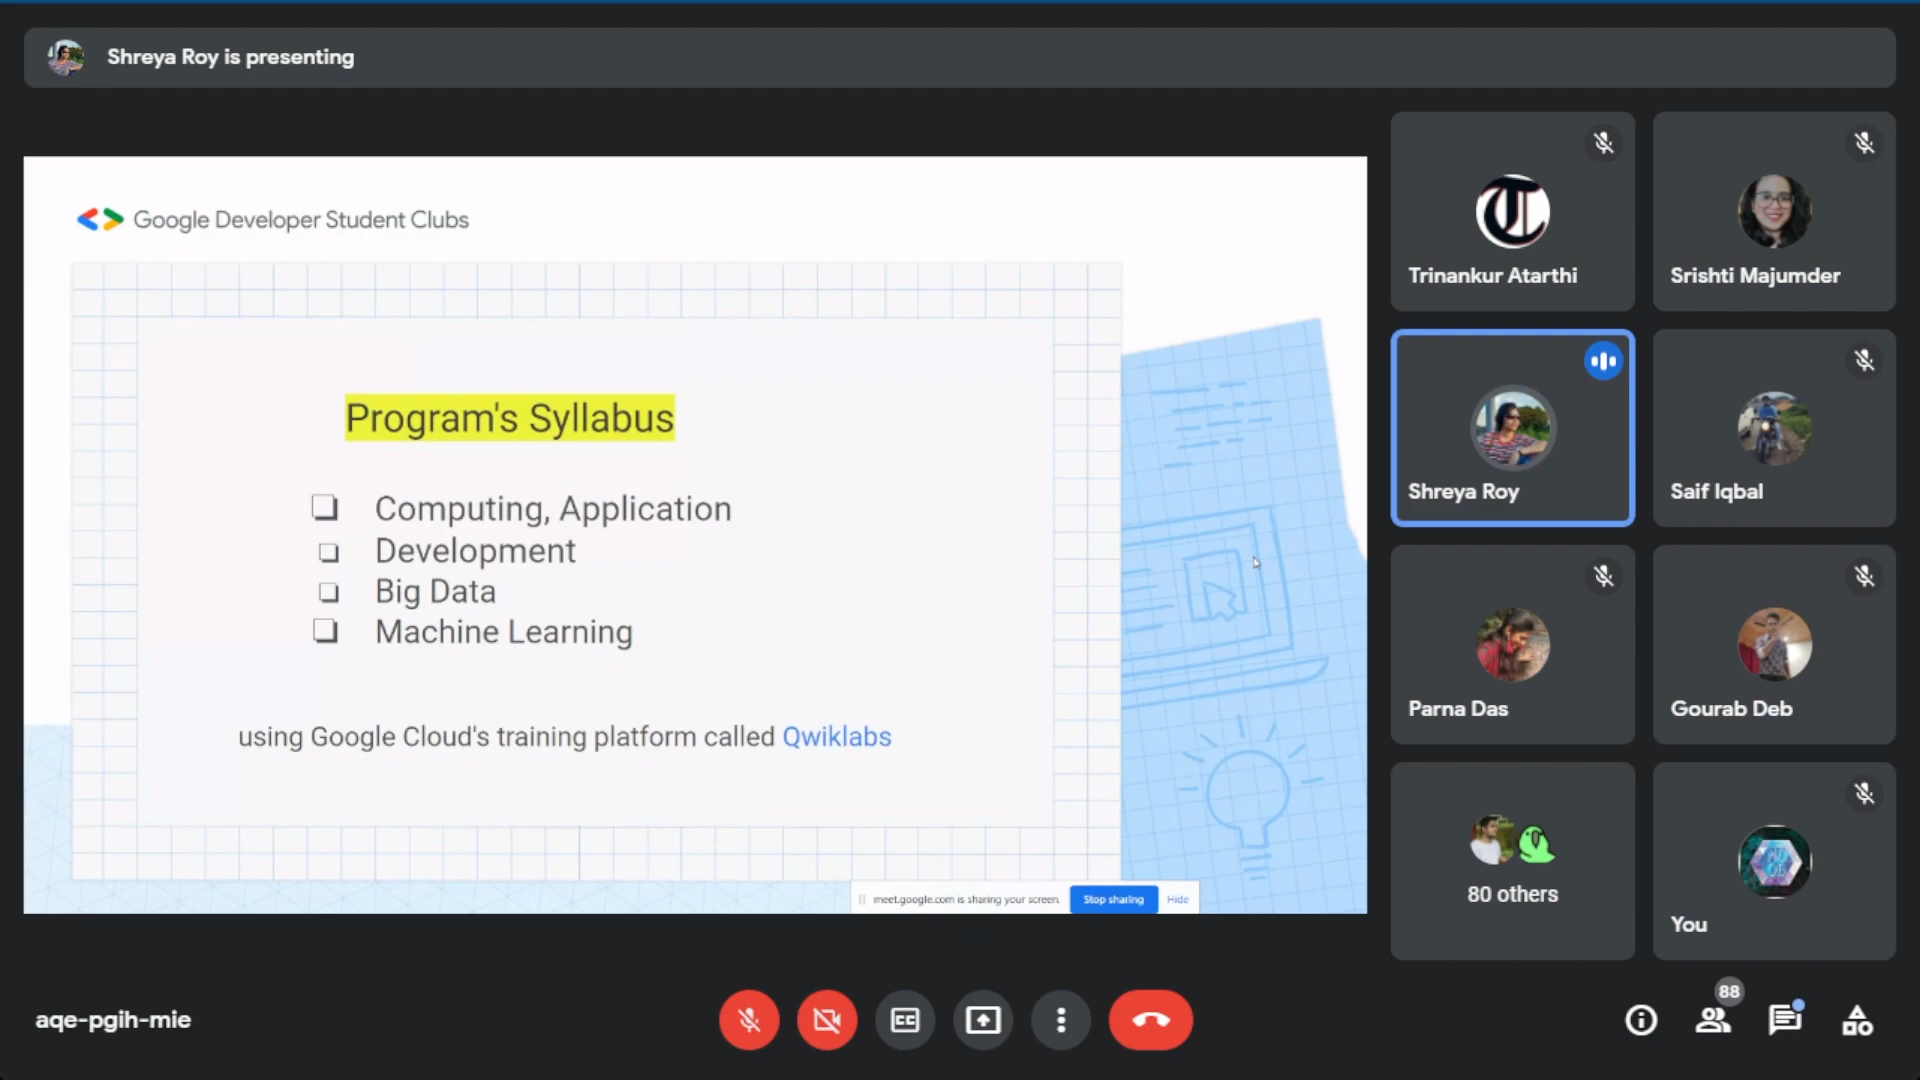 Shreya Roy is presenting
Google Developer Student Clubs
Program's Syllabus
Computing, Application
Development
Big Data
Machine Learning
using Google Cloud's training platform called Qwiklabs
meet.google.com is sharing your screen. Stop sharing Hide
Trinankur Atarthi
Srishti Majumder
Shreya Roy
Saif Iqbal
Parna Das
Gourab Deb
80 others
You
aqe-pgih-mie
CC
88